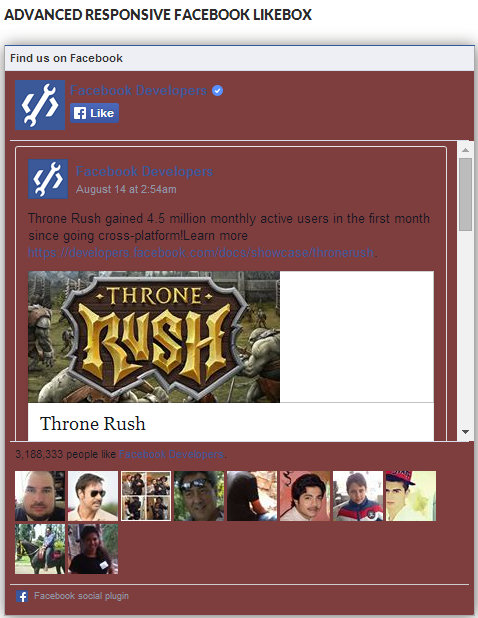 ADVANCED RESPONSIVE FACEBOOK LIKEBOX
Find us on Facebook
Facebook Developers
Like
Facebook Developers
August 14 at 2:54am
Throne Rush gained 4.5 million monthly active users in the first month
since going cross-platform!Learn more
https://developers.facebook.com/docs/showcase/thronerush.
THRONE
RUSH
Throne Rush
3,188,333 people like Facebook Developers.
Facebook social plugin